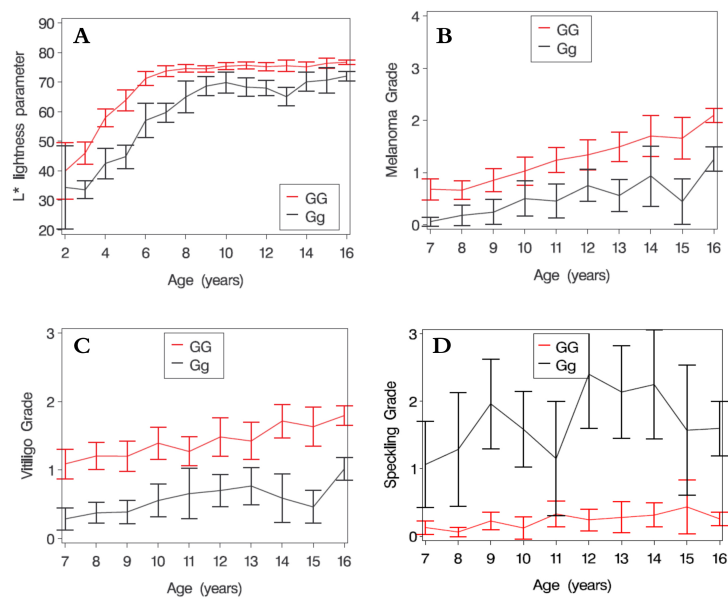 A
L* lightness parameter
90
80
70
60
50
40
30
20
2 4 6 8 10 12 14 16
Age (years)
GG
Gg
B
Melanoma Grade
4
3
2
1
0
7 8 9 10 11 12 13 14 15 16
Age (years)
GG
Gg
C
Vitiligo Grade
3
2
1
0
7 8 9 10 11 12 13 14 15 16
Age (years)
GG
Gg
D
Speckling Grade
3
2
1
0
7 8 9 10 11 12 13 14 15 16
Age (years)
GG
Gg